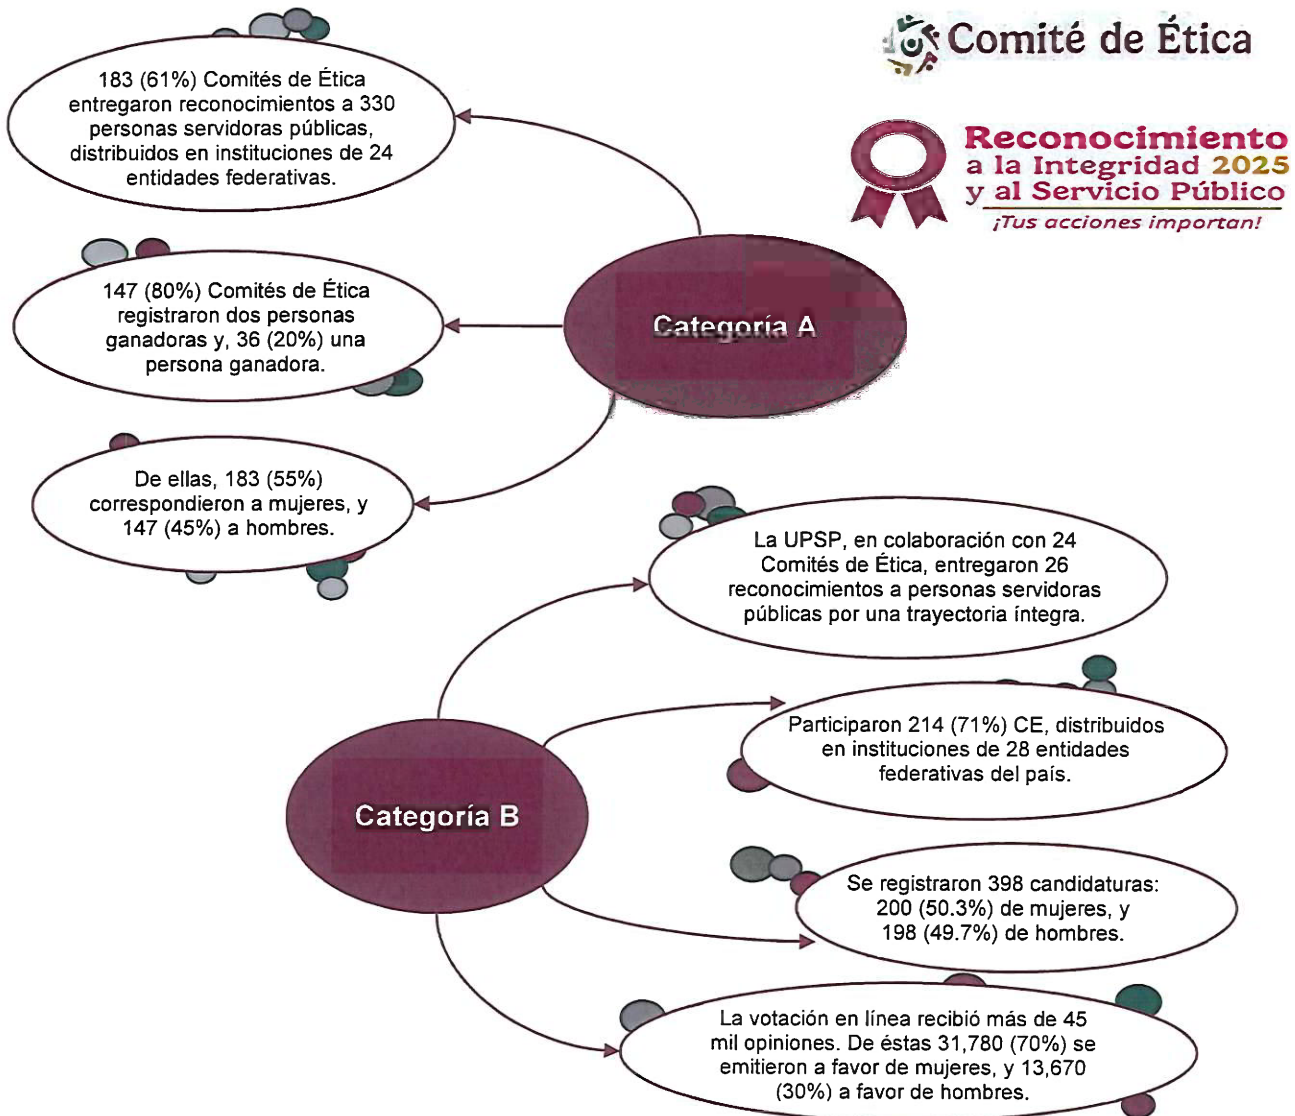 Comité de Ética
Reconocimiento
a la Integridad 2025
y al Servicio Público
¡Tus acciones importan!
183 (61%) Comités de Ética
entregaron reconocimientos a 330
personas servidoras públicas,
distribuidos en instituciones de 24
entidades federativas.
147 (80%) Comités de Ética
registraron dos personas
ganadoras y, 36 (20%) una
persona ganadora.
De ellas, 183 (55%)
correspondieron a mujeres, y
147 (45%) a hombres.
Categoría A
La UPSP, en colaboración con 24
Comités de Ética, entregaron 26
reconocimientos a personas servidoras
públicas por una trayectoria íntegra.
Participaron 214 (71%) CE, distribuidos
en instituciones de 28 entidades
federativas del país.
Categoría B
Se registraron 398 candidaturas:
200 (50.3%) de mujeres, y
198 (49.7%) de hombres.
La votación en línea recibió más de 45
mil opiniones. De éstas 31,780 (70%) se
emitieron a favor de mujeres, y 13,670
(30%) a favor de hombres.